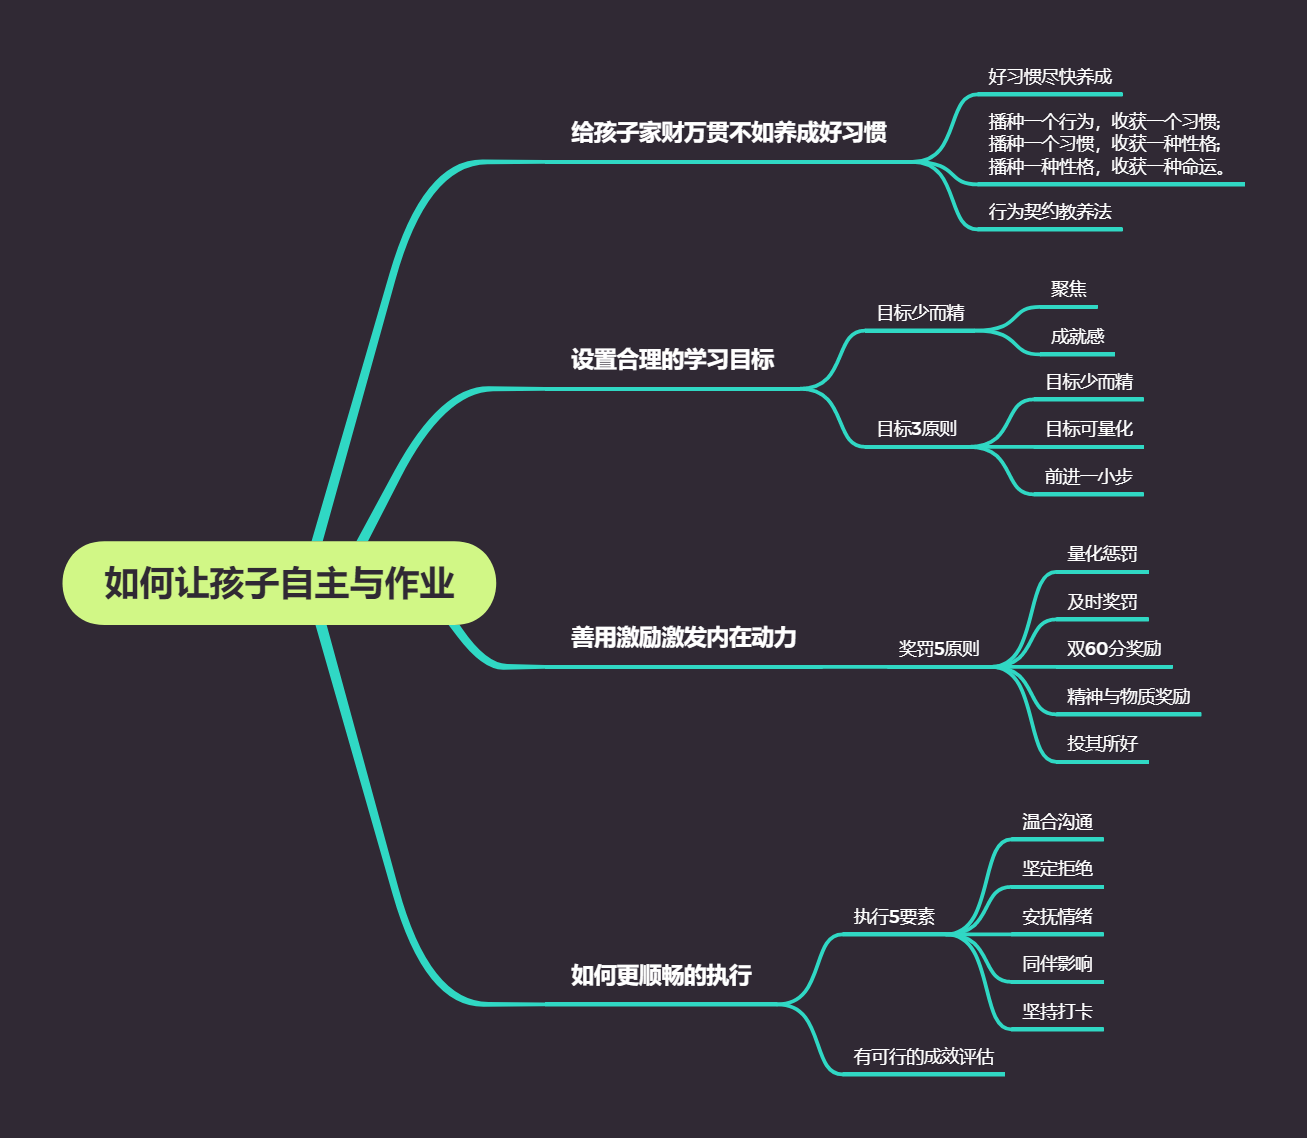 如何让孩子自主与作业
给孩子家财万贯不如养成好习惯
好习惯尽快养成
播种一个行为，收获一个习惯;
播种一个习惯，收获一种性格;
播种一种性格，收获一种命运。
行为契约教养法
设置合理的学习目标
目标少而精
聚焦
成就感
目标3原则
目标少而精
目标可量化
前进一小步
善用激励激发内在动力
奖罚5原则
量化惩罚
及时奖罚
双60分奖励
精神与物质奖励
投其所好
如何更顺畅的执行
执行5要素
温合沟通
坚定拒绝
安抚情绪
同伴影响
坚持打卡
有可行的成效评估